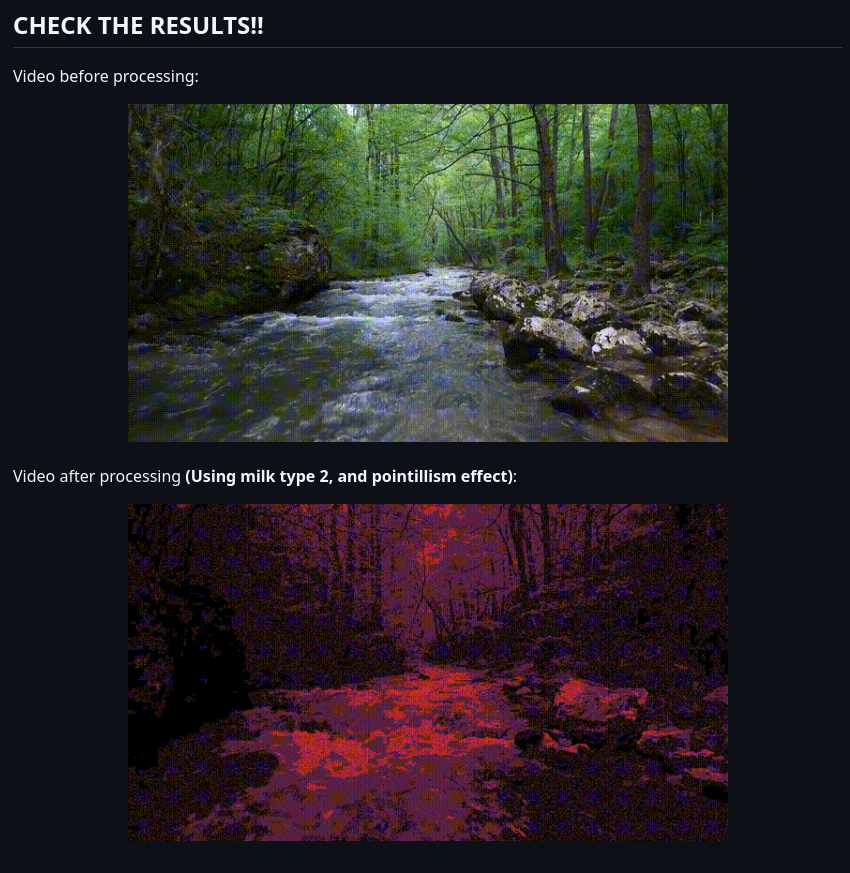 CHECK THE RESULTS!!
Video before processing:
Video after processing (Using milk type 2, and pointillism effect):